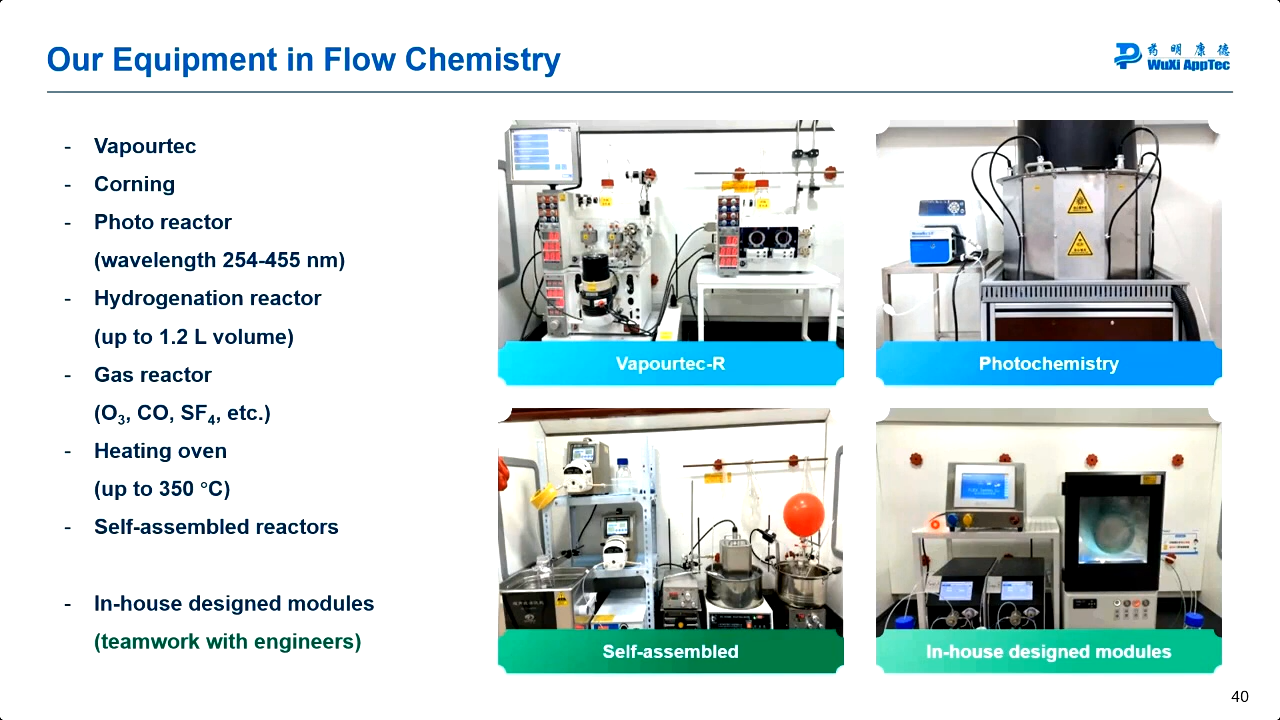 Our Equipment in Flow Chemistry
药 明 康 德
WuXi AppTec
- Vapourtec
- Corning
- Photo reactor
(wavelength 254-455 nm)
- Hydrogenation reactor
(up to 1.2 L volume)
- Gas reactor
(O₃, CO, SF₄, etc.)
- Heating oven
(up to 350 °C)
- Self-assembled reactors
- In-house designed modules
(teamwork with engineers)
Vapourtec-R
Photochemistry
Self-assembled
In-house designed modules
40